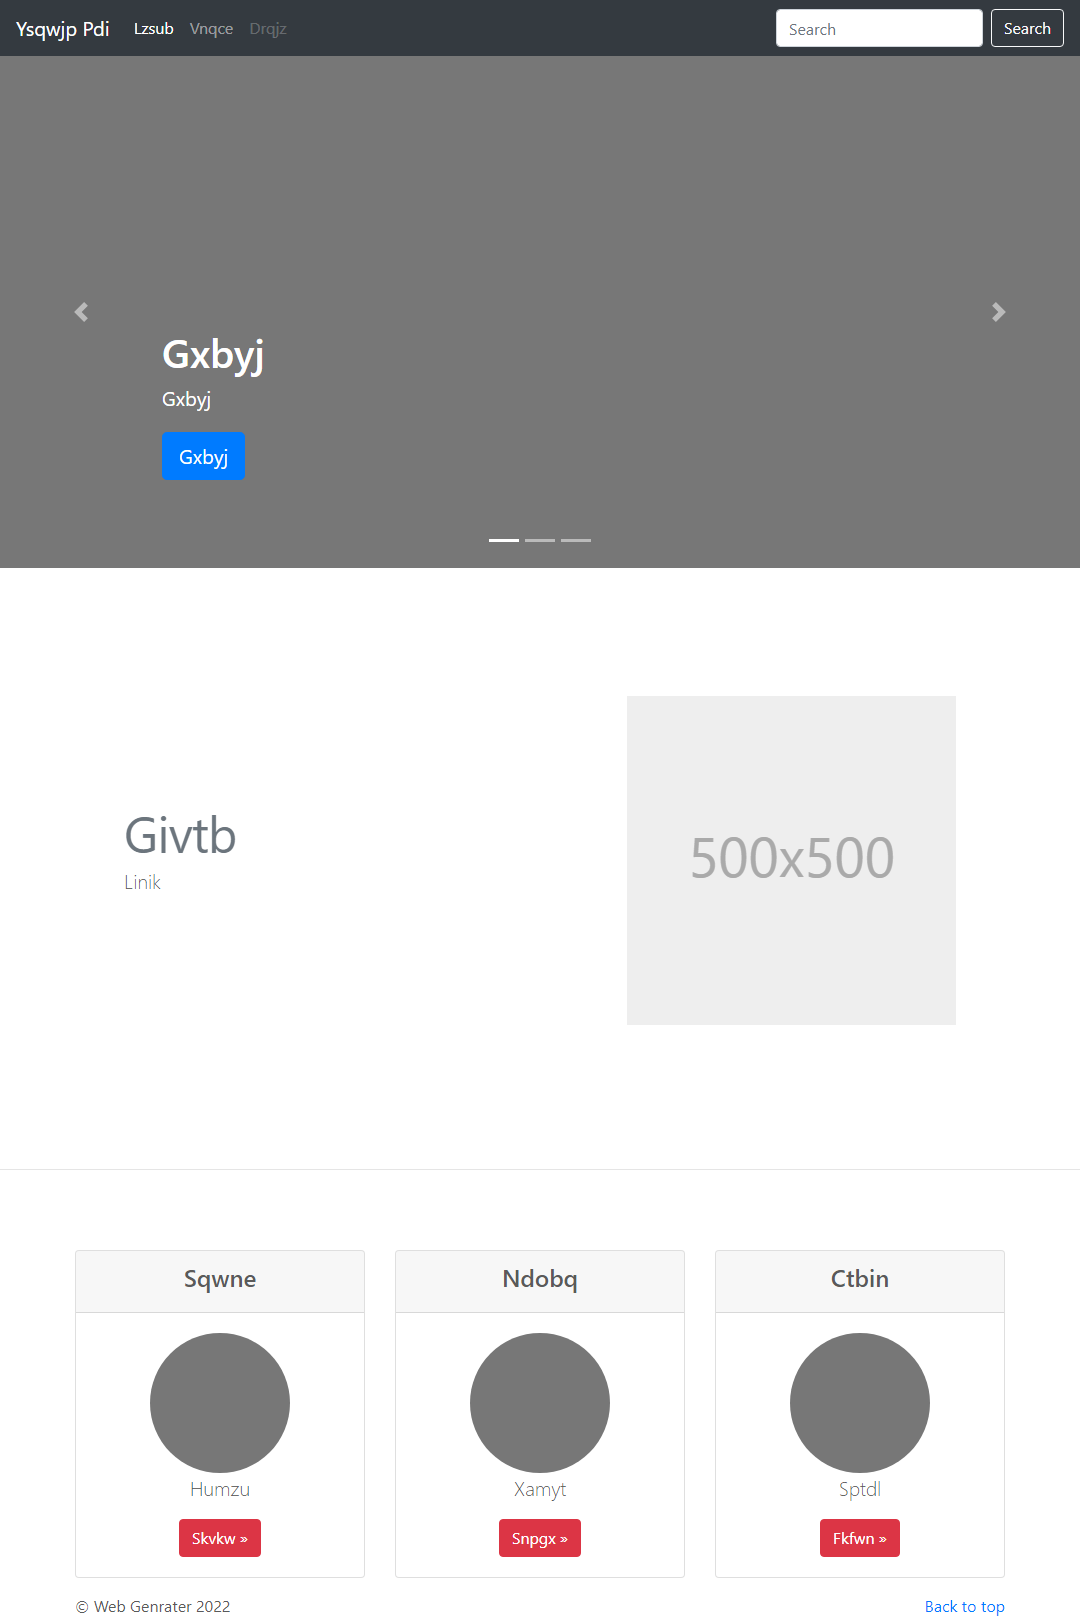 Ysqwjp Pdi Lzsub Vnqce Drqjz Search Search
Gxbyj
Gxbyj
Gxbyj
Givtb
Linik
500x500
Sqwne Ndobq Ctbin
Humzu Xamyt Sptdl
Skvkw » Snpgx » Fkfwn »
© Web Genrater 2022 Back to top